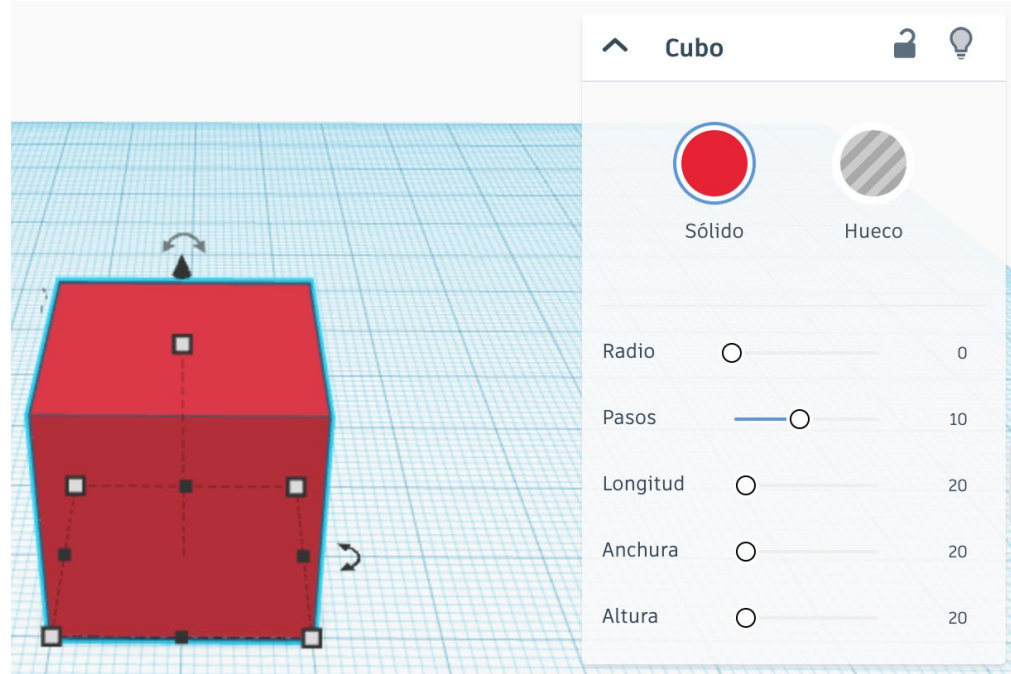 Cubo
Sólido Hueco
Radio 0
Pasos 10
Longitud 20
Anchura 20
Altura 20